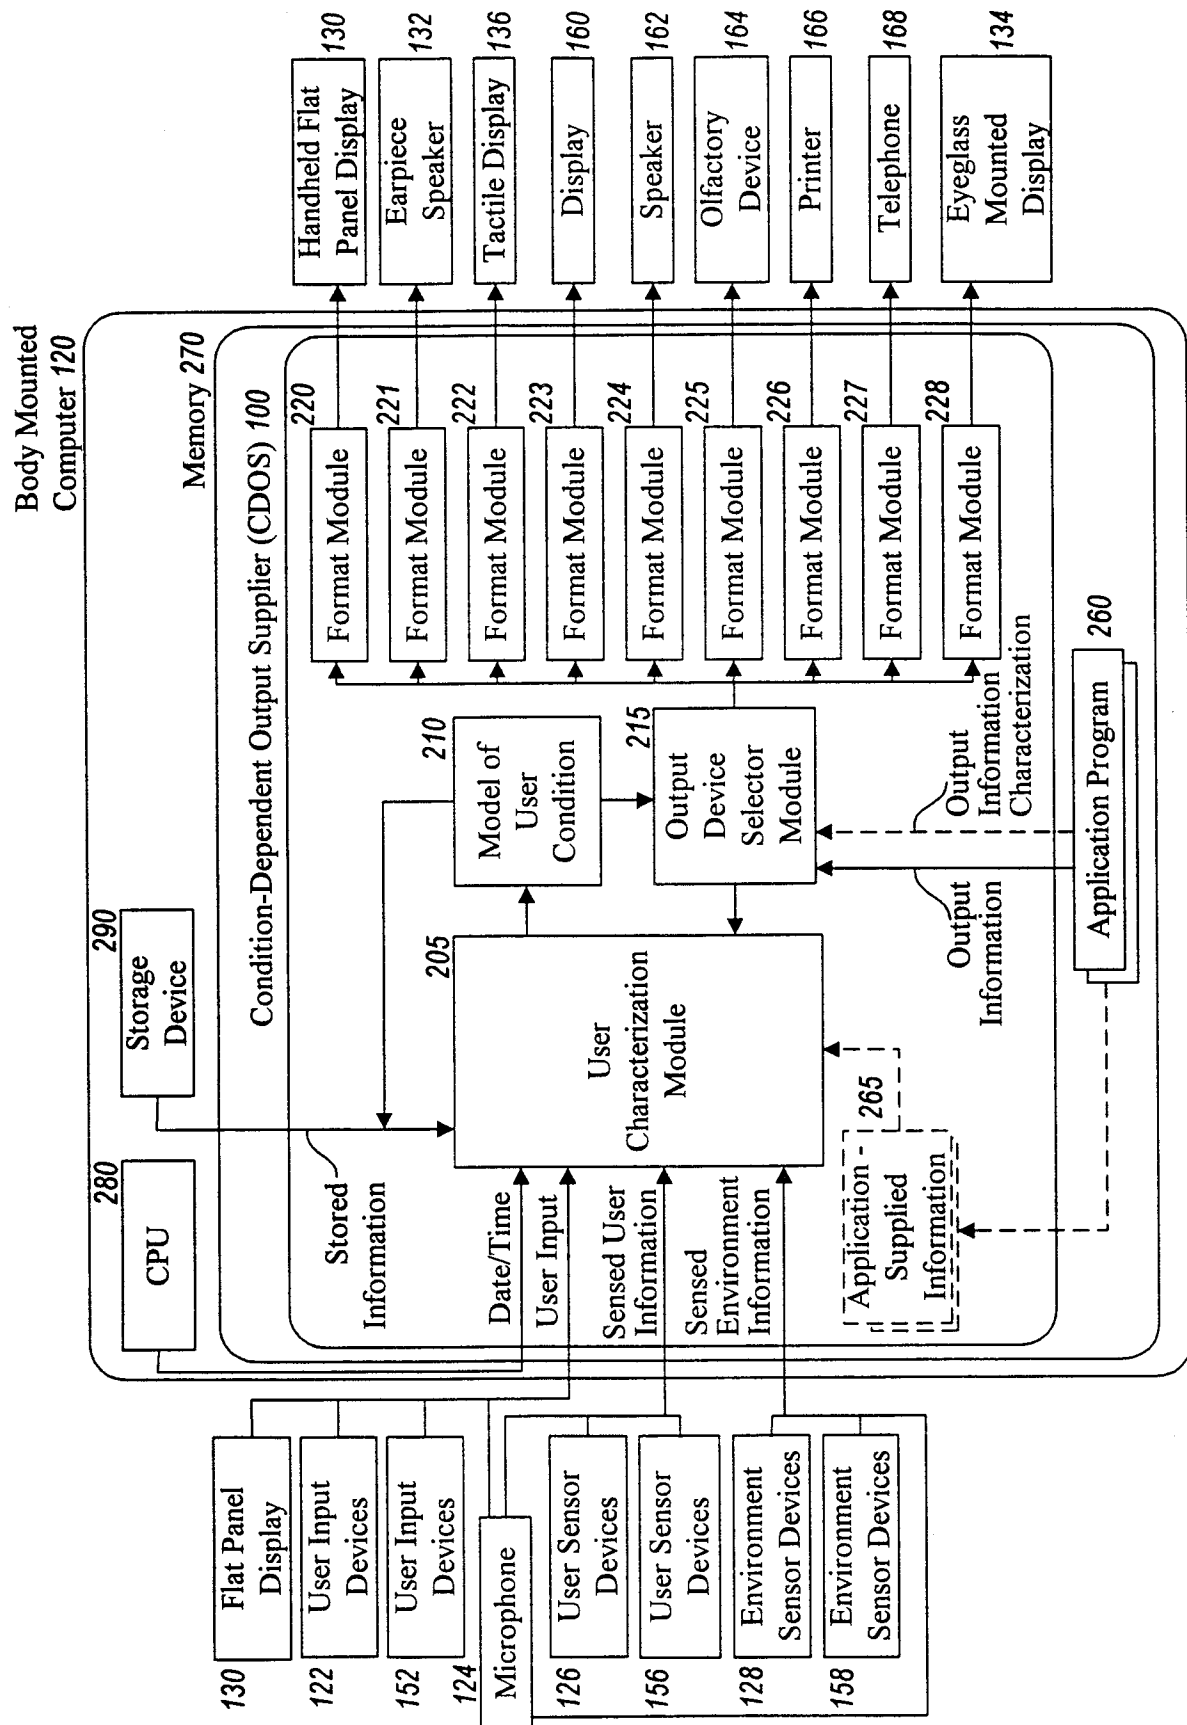 Body Mounted
Computer 120
Memory 270
Condition-Dependent Output Supplier (CDOS) 100
CPU
280
Storage
Device
290
Flat Panel
Display
130
User Input
Devices
122
User Input
Devices
152
124
Microphone
User Sensor
Devices
126
User Sensor
Devices
156
Environment
Sensor Devices
128
Environment
Sensor Devices
158
Stored
Information
Date/Time
User Input
Sensed User
Information
Sensed
Environment
Information
User
Characterization
Module
205
Model of
User
Condition
210
Output
Device
Selector
Module
215
Application -
Supplied
Information
265
Output
Information
Output
Information
Characterization
Application Program
260
Format Module
220
Format Module
221
Format Module
222
Format Module
223
Format Module
224
Format Module
225
Format Module
226
Format Module
227
Format Module
228
Handheld Flat
Panel Display
130
Earpiece
Speaker
132
Tactile Display
136
Display
160
Speaker
162
Olfactory
Device
164
Printer
166
Telephone
168
Eyeglass
Mounted
Display
134